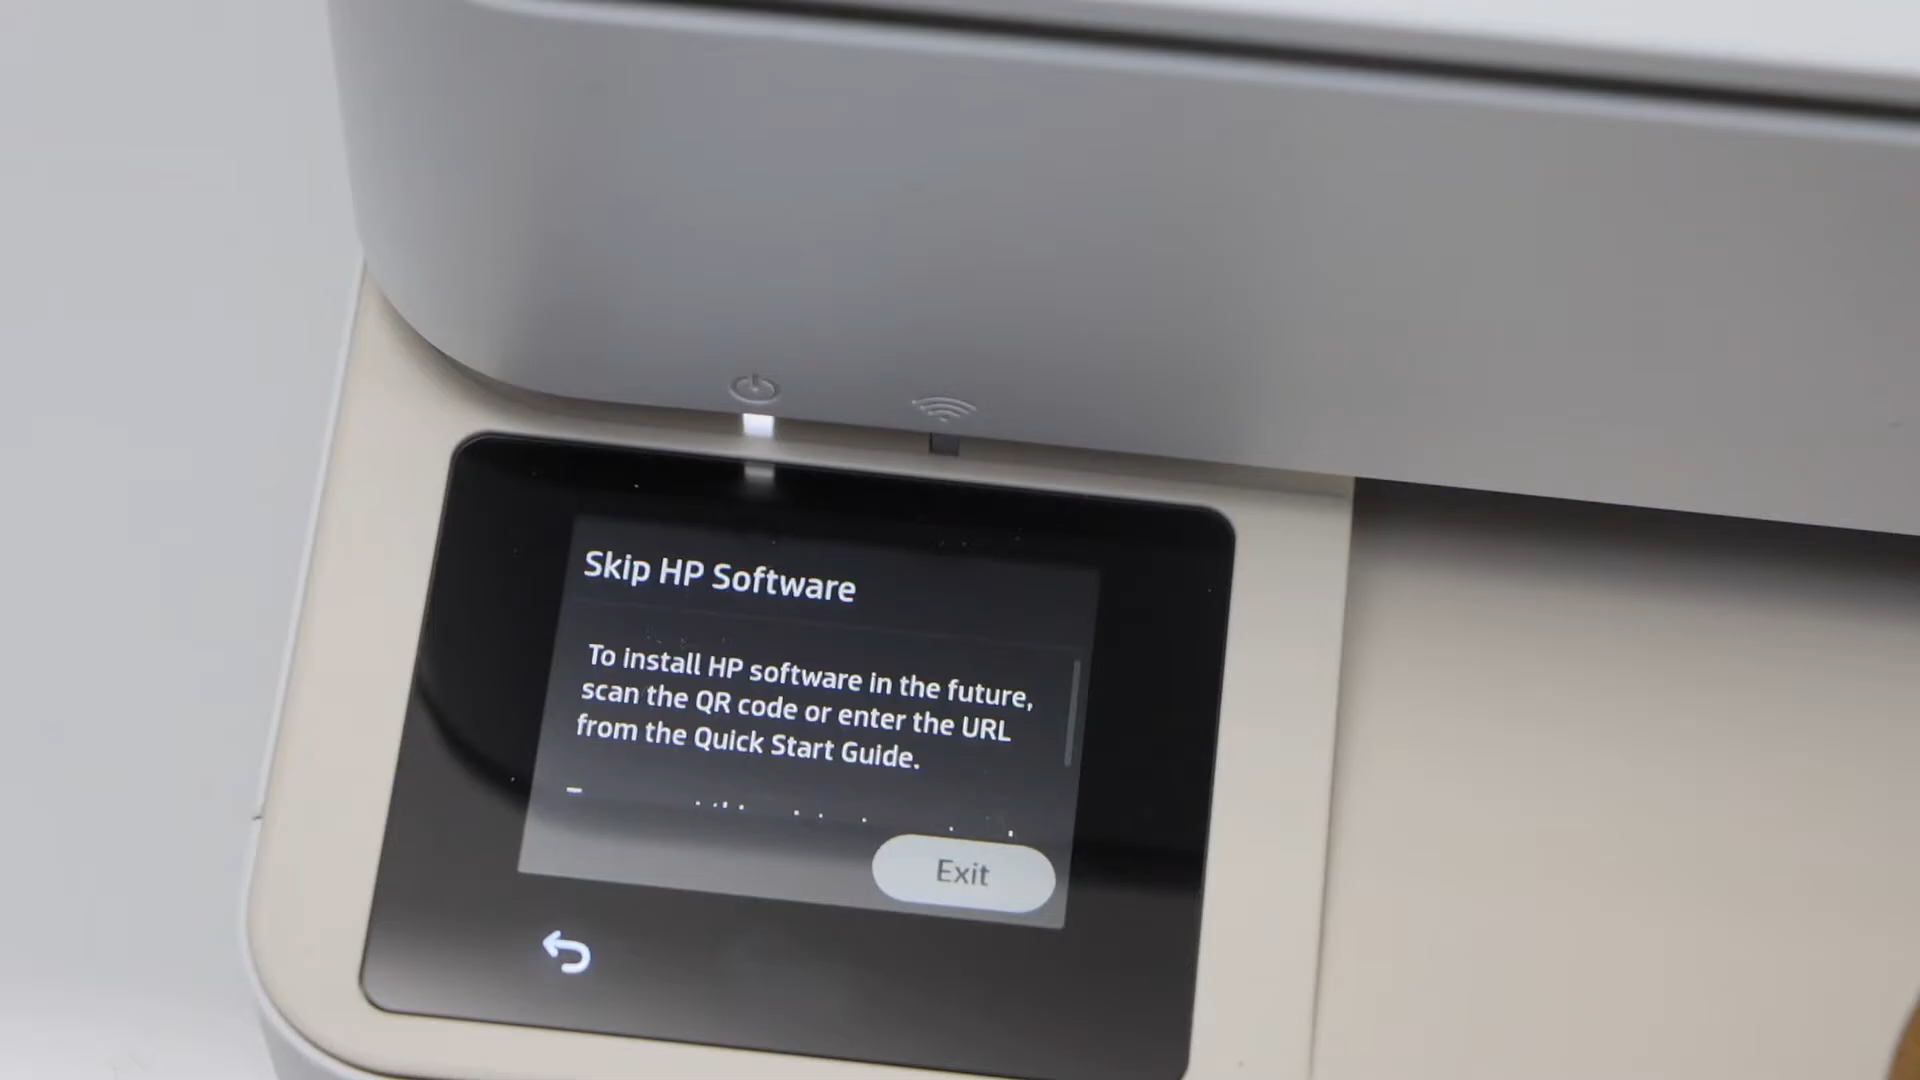 Skip HP Software
To install HP software in the future,
scan the QR code or enter the URL
from the Quick Start Guide.
Exit